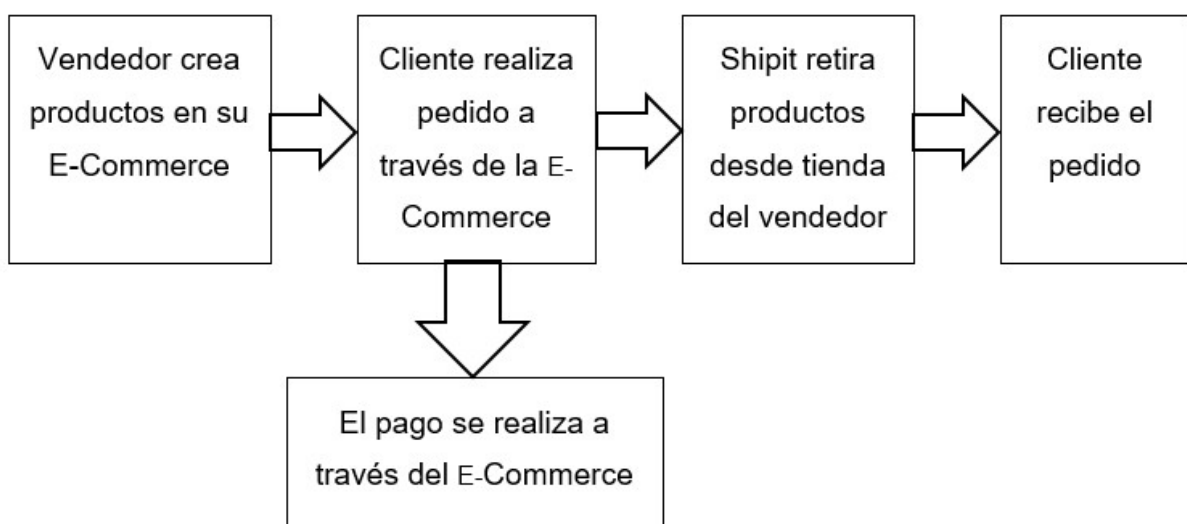 Vendedor crea
productos en su
E-Commerce
Cliente realiza
pedido a
través de la E-
Commerce
Shipit retira
productos
desde tienda
del vendedor
Cliente
recibe el
pedido
El pago se realiza a
través del E-Commerce